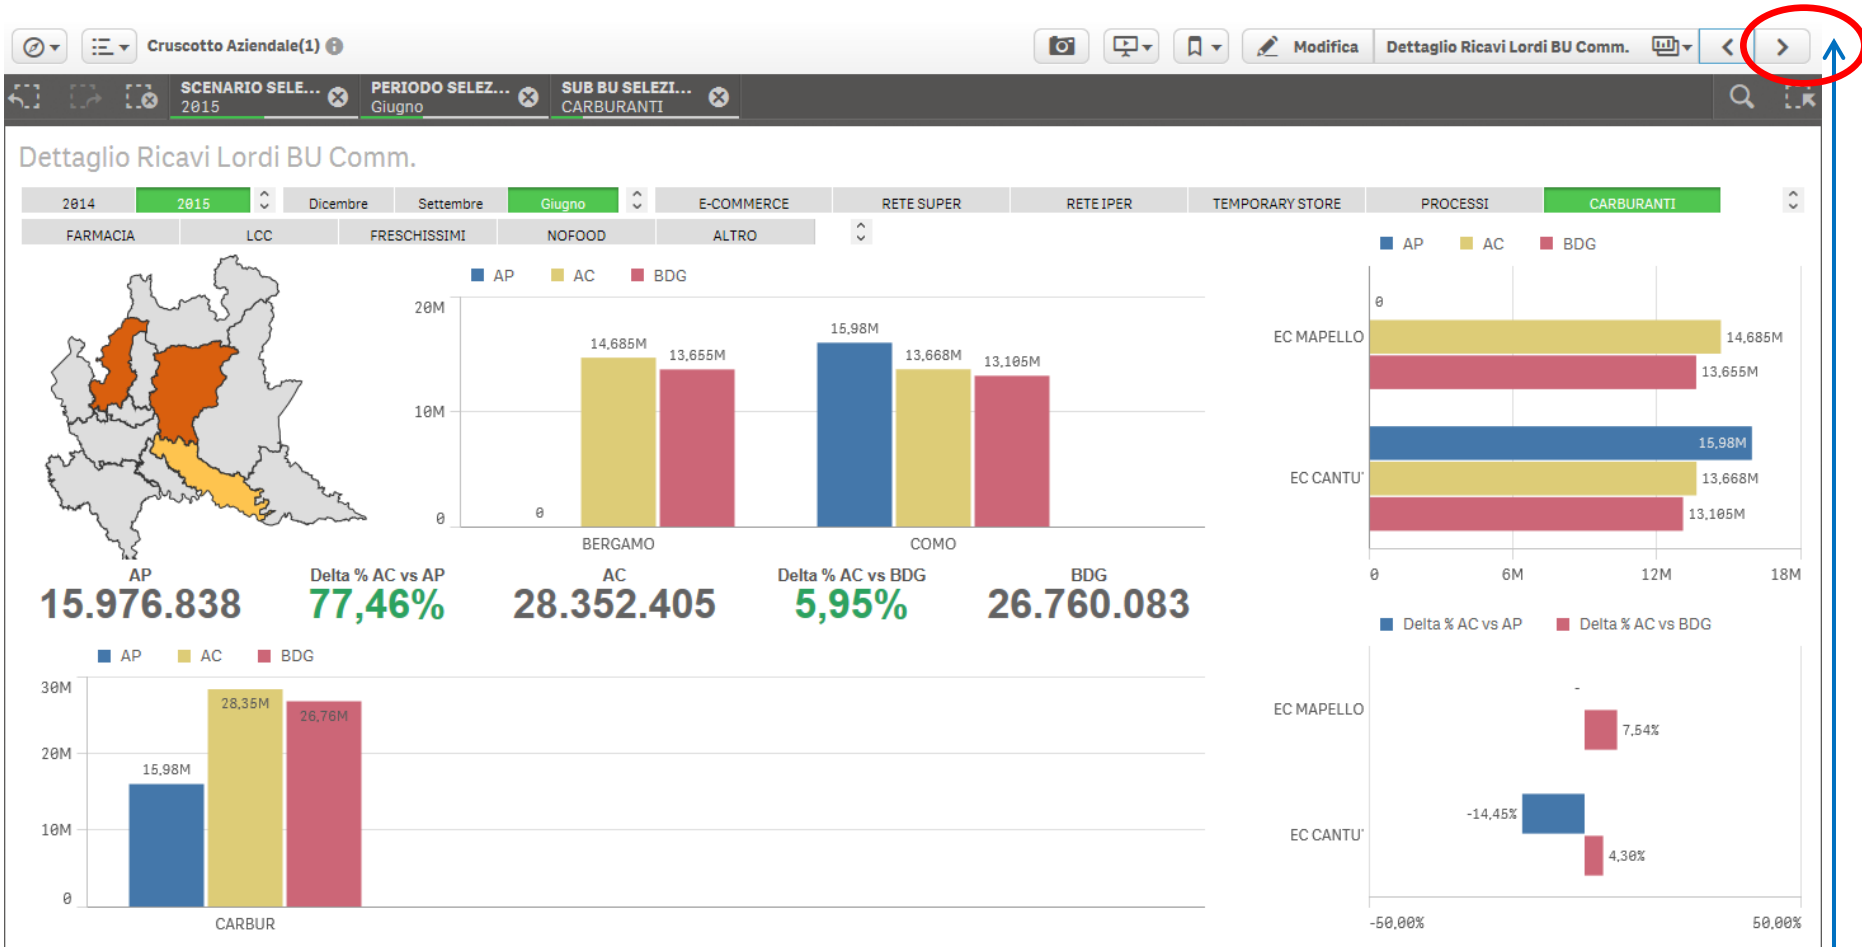 Cruscotto Aziendale(1)
Modifica
Dettaglio Ricavi Lordi BU Comm.
SCENARIO SELE...
2015
PERIODO SELEZ...
Giugno
SUB BU SELEZI...
CARBURANTI
Dettaglio Ricavi Lordi BU Comm.
2014 2015 Dicembre Settembre Giugno E-COMMERCE RETE SUPER RETE IPER TEMPORARY STORE PROCESSI CARBURANTI
FARMACIA LCC FRESCHISSIMI NOFOOD ALTRO
AP AC BDG
20M
10M
0
0
14,685M
13,655M
15,98M
13,668M
13,105M
BERGAMO COMO
AP AC BDG
EC MAPELLO
0
14,685M
13,655M
EC CANTU'
15,98M
13,668M
13,105M
0 6M 12M 18M
AP
15.976.838
Delta % AC vs AP
77,46%
AC
28.352.405
Delta % AC vs BDG
5,95%
BDG
26.760.083
AP AC BDG
30M
20M
10M
0
15,98M
28,35M
26,76M
CARBUR
Delta % AC vs AP Delta % AC vs BDG
EC MAPELLO
-
7,54%
EC CANTU'
-14,45%
4,30%
-50,00% 50,00%